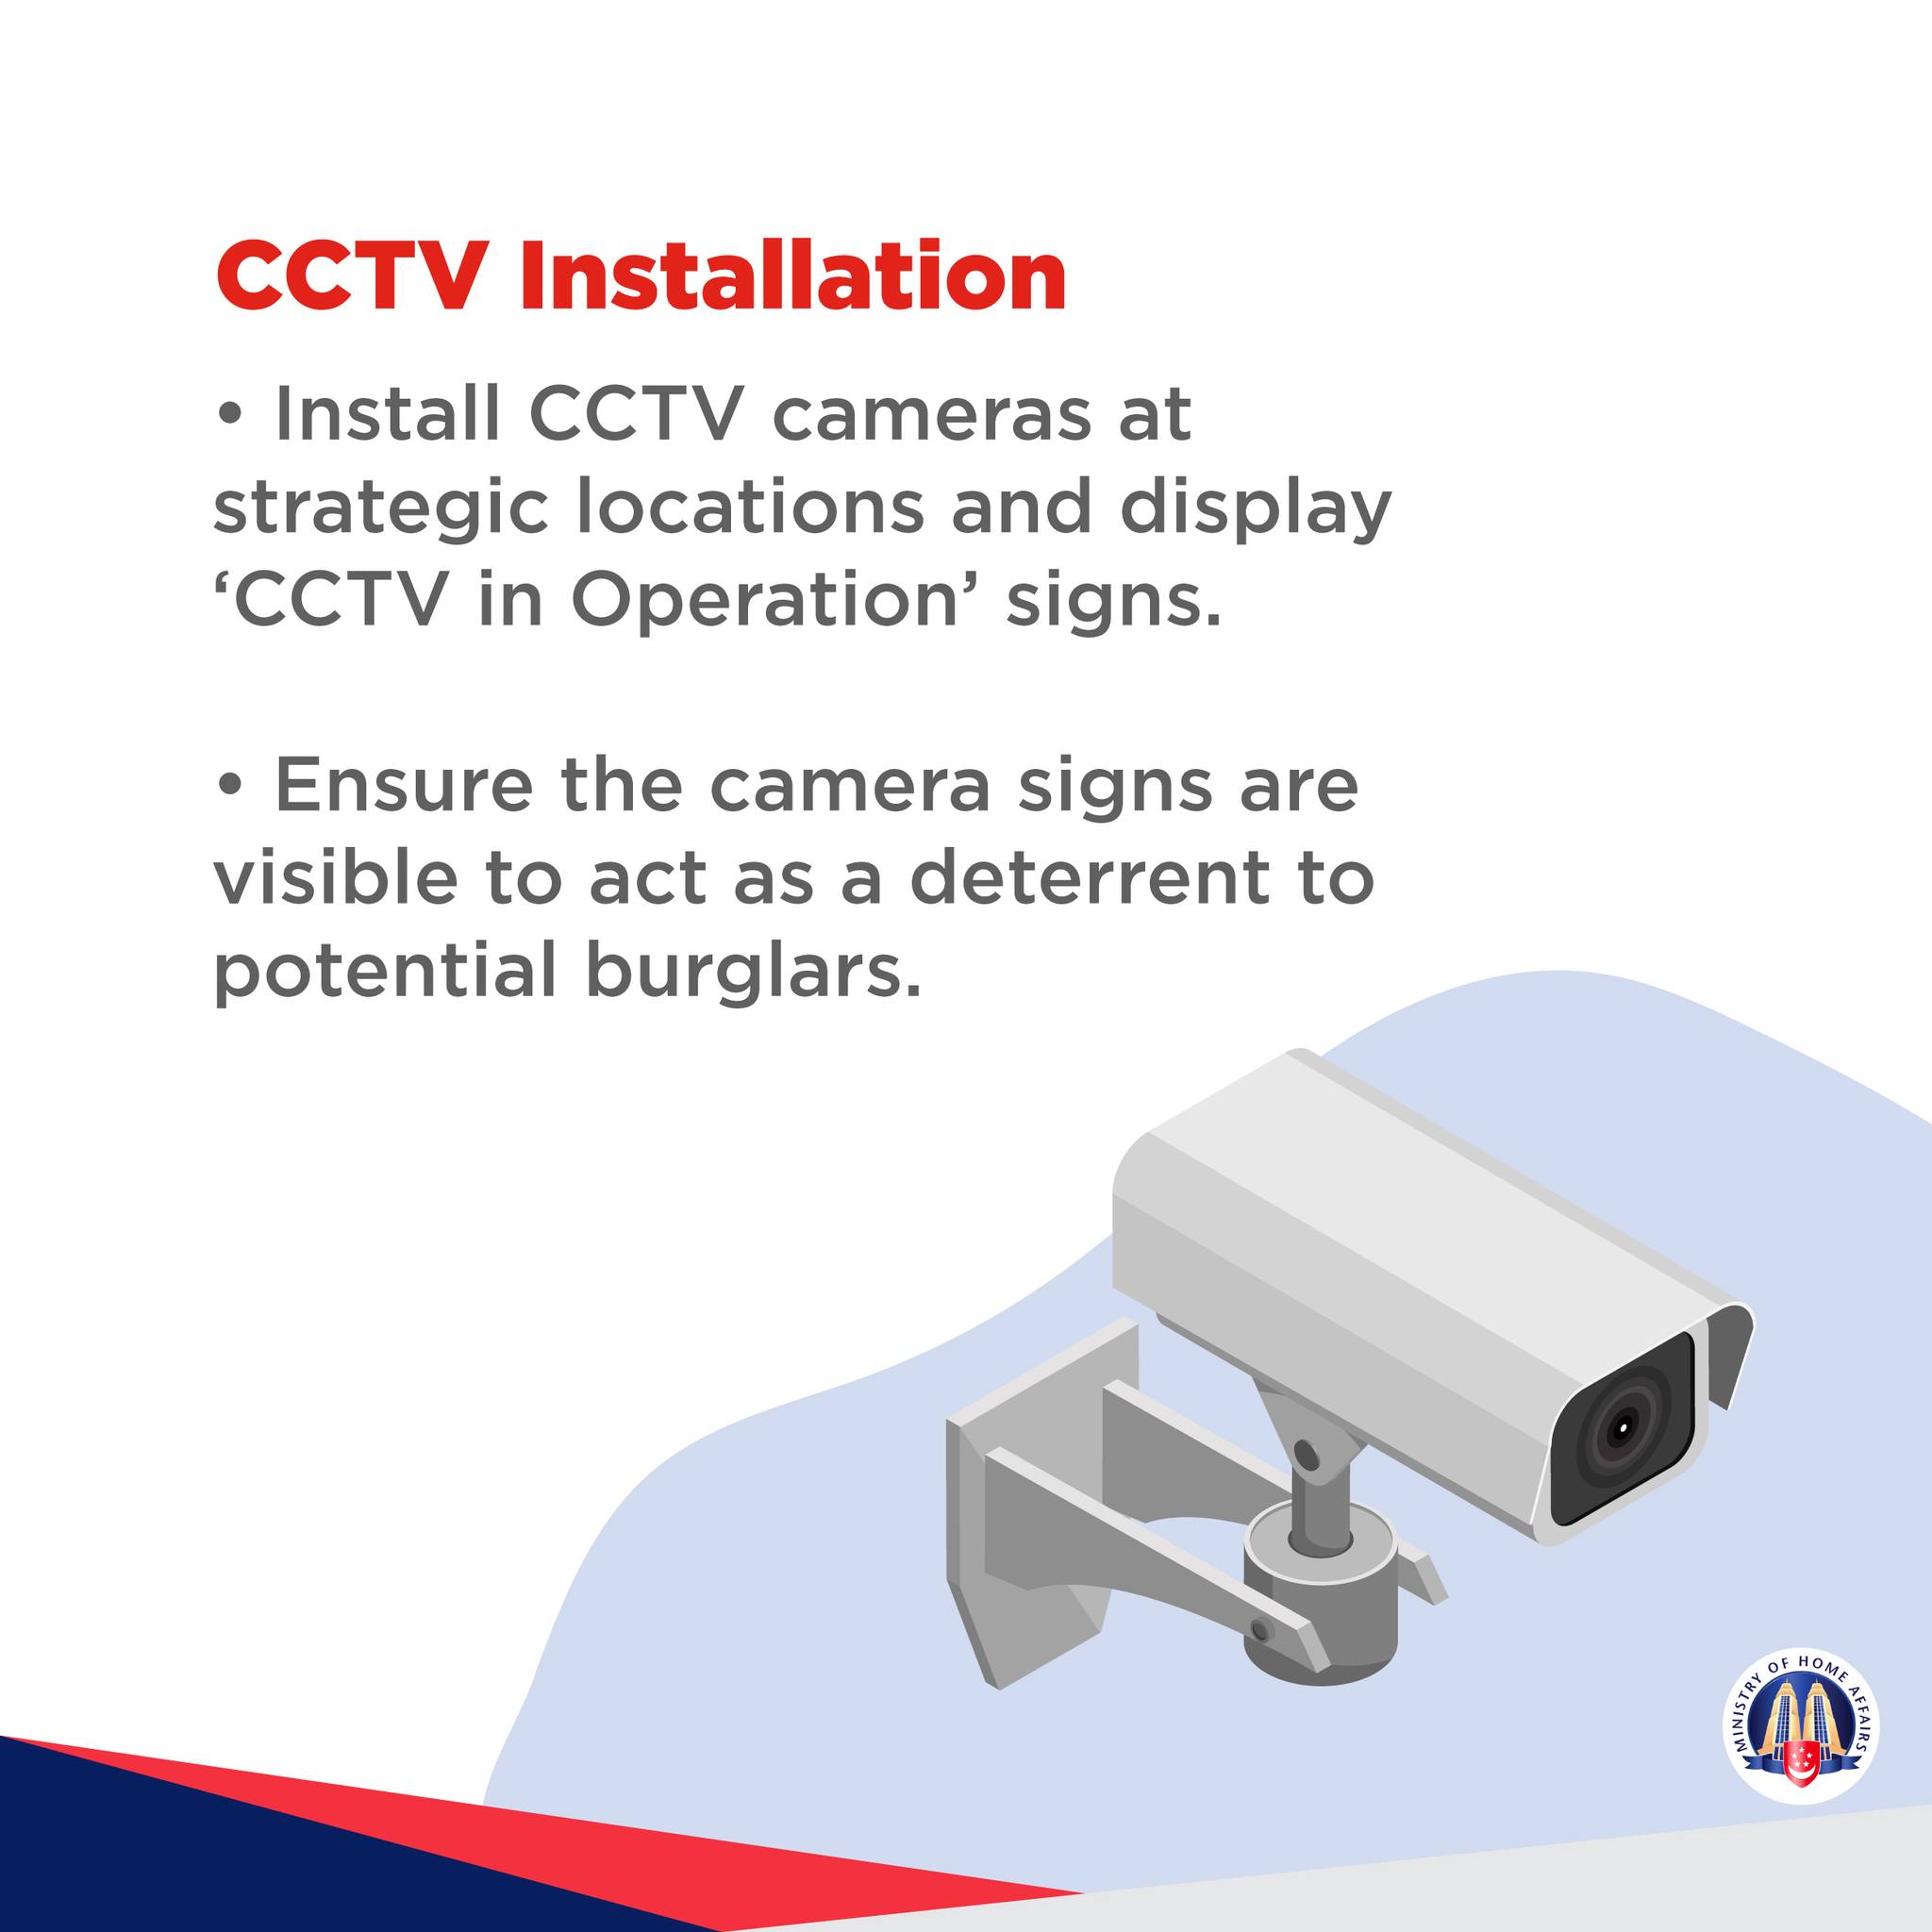 CCTV Installation
• Install CCTV cameras at
strategic locations and display
‘CCTV in Operation’ signs.
• Ensure the camera signs are
visible to act as a deterrent to
potential burglars.
MINISTRY OF HOME AFFAIRS